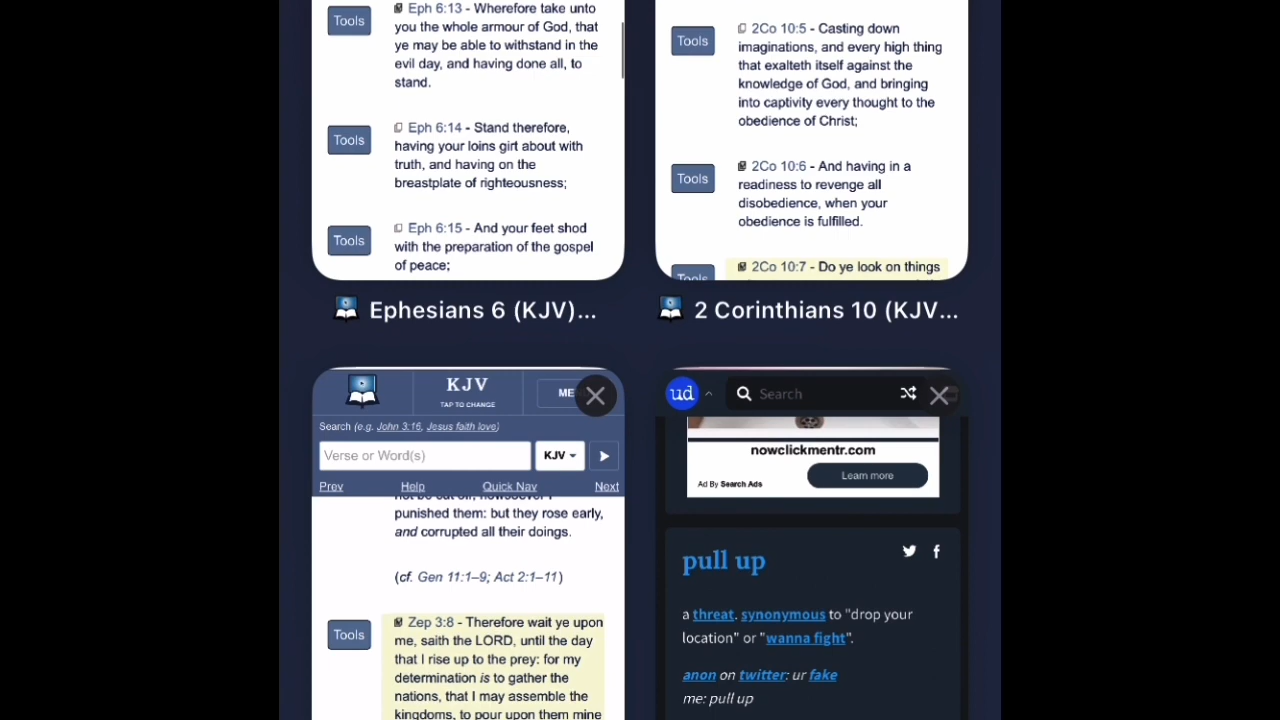 Tools
Eph 6:13 - Wherefore take unto
you the whole armour of God, that
ye may be able to withstand in the
evil day, and having done all, to
stand.
Tools
Eph 6:14 - Stand therefore,
having your loins girt about with
truth, and having on the
breastplate of righteousness;
Tools
Eph 6:15 - And your feet shod
with the preparation of the gospel
of peace;
Ephesians 6 (KJV)...
Tools
2Co 10:5 - Casting down
imaginations, and every high thing
that exalteth itself against the
knowledge of God, and bringing
into captivity every thought to the
obedience of Christ;
Tools
2Co 10:6 - And having in a
readiness to revenge all
disobedience, when your
obedience is fulfilled.
Tools
2Co 10:7 - Do ye look on things
2 Corinthians 10 (KJV...
KJV
TAP TO CHANGE
ME
Search (e.g. John 3:16, Jesus faith love)
Verse or Word(s)
KJV
Prev Help Quick Nav Next
not be cut off, howsoever I
punished them: but they rose early,
and corrupted all their doings.
(cf. Gen 11:1–9; Act 2:1–11)
Tools
Zep 3:8 - Therefore wait ye upon
me, saith the LORD, until the day
that I rise up to the prey: for my
determination is to gather the
nations, that I may assemble the
kingdoms, to pour upon them mine
ud
Search
nowclickmentr.com
Ad By Search Ads
Learn more
pull up
a threat. synonymous to "drop your
location" or "wanna fight".
anon on twitter: ur fake
me: pull up